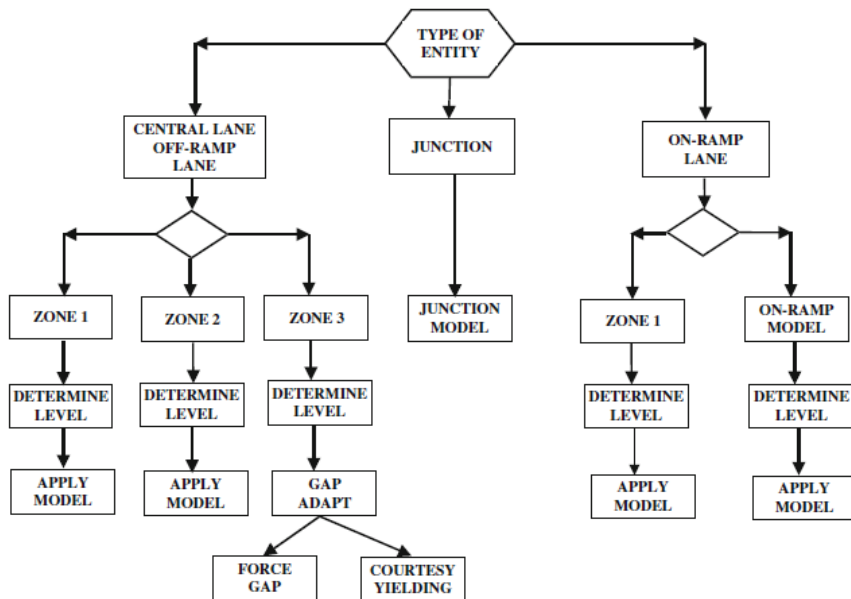 TYPE OF
ENTITY
CENTRAL LANE
OFF-RAMP
LANE
JUNCTION
ON-RAMP
LANE
ZONE 1
ZONE 2
ZONE 3
JUNCTION
MODEL
ZONE 1
ON-RAMP
MODEL
DETERMINE
LEVEL
DETERMINE
LEVEL
DETERMINE
LEVEL
DETERMINE
LEVEL
DETERMINE
LEVEL
APPLY
MODEL
APPLY
MODEL
GAP
ADAPT
APPLY
MODEL
APPLY
MODEL
FORCE
GAP
COURTESY
YIELDING